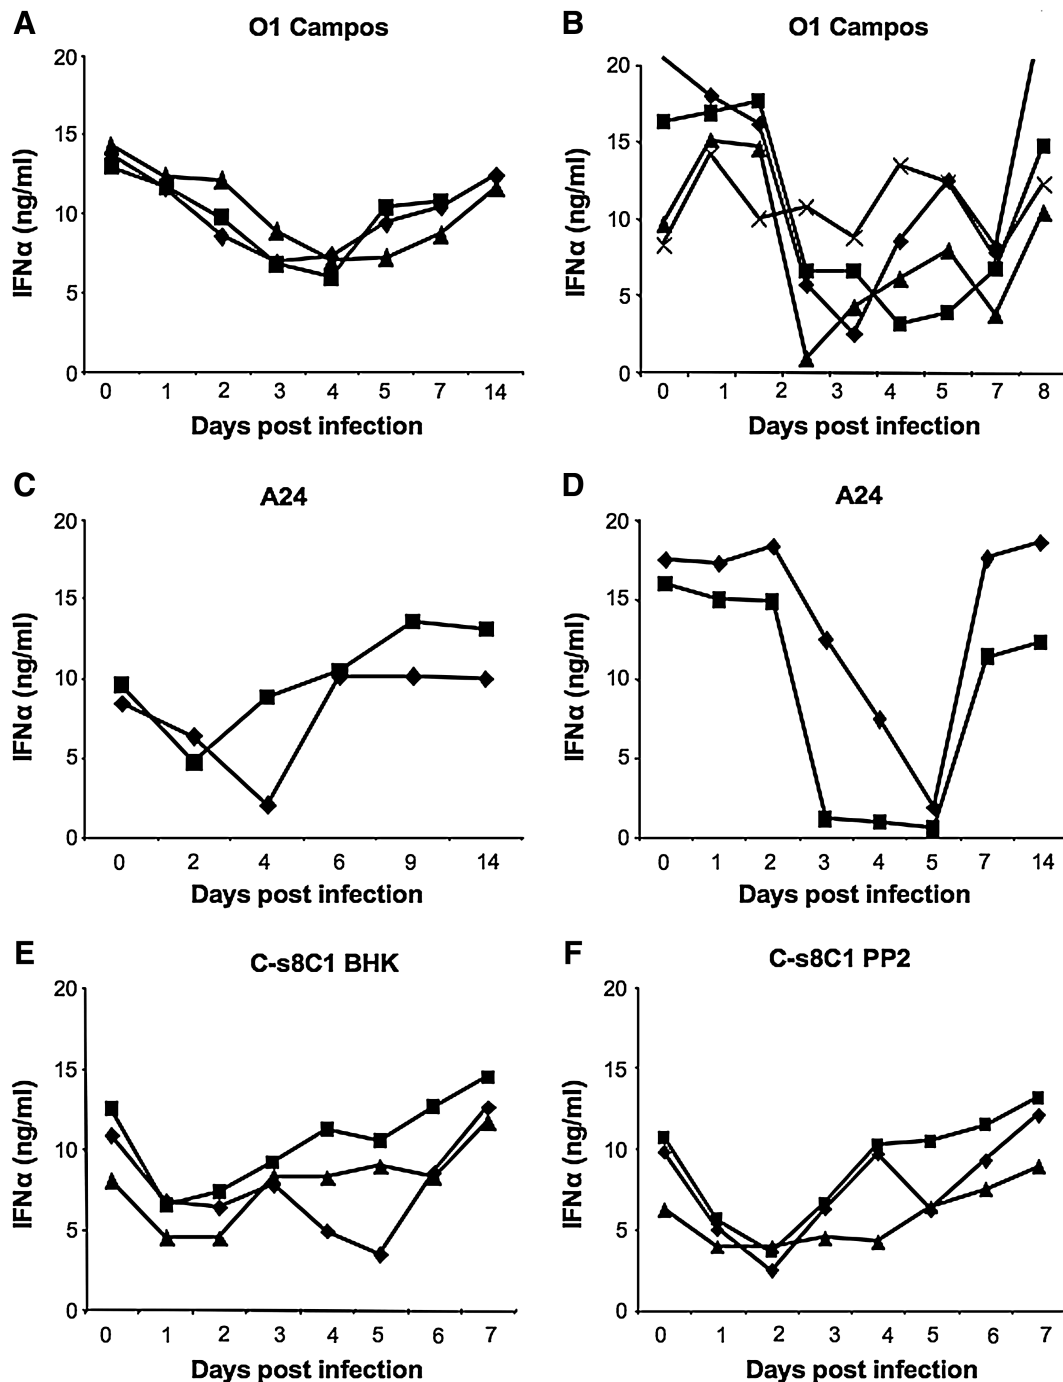 A
O1 Campos
IFNα (ng/ml)
20
15
10
5
0
0 1 2 3 4 5 7 14
Days post infection
B
O1 Campos
IFNα (ng/ml)
20
15
10
5
0
0 1 2 3 4 5 7 8
Days post infection
C
A24
IFNα (ng/ml)
20
15
10
5
0
0 2 4 6 9 14
Days post infection
D
A24
IFNα (ng/ml)
20
15
10
5
0
0 1 2 3 4 5 7 14
Days post infection
E
C-s8C1 BHK
IFNα (ng/ml)
20
15
10
5
0
0 1 2 3 4 5 6 7
Days post infection
F
C-s8C1 PP2
IFNα (ng/ml)
20
15
10
5
0
0 1 2 3 4 5 6 7
Days post infection